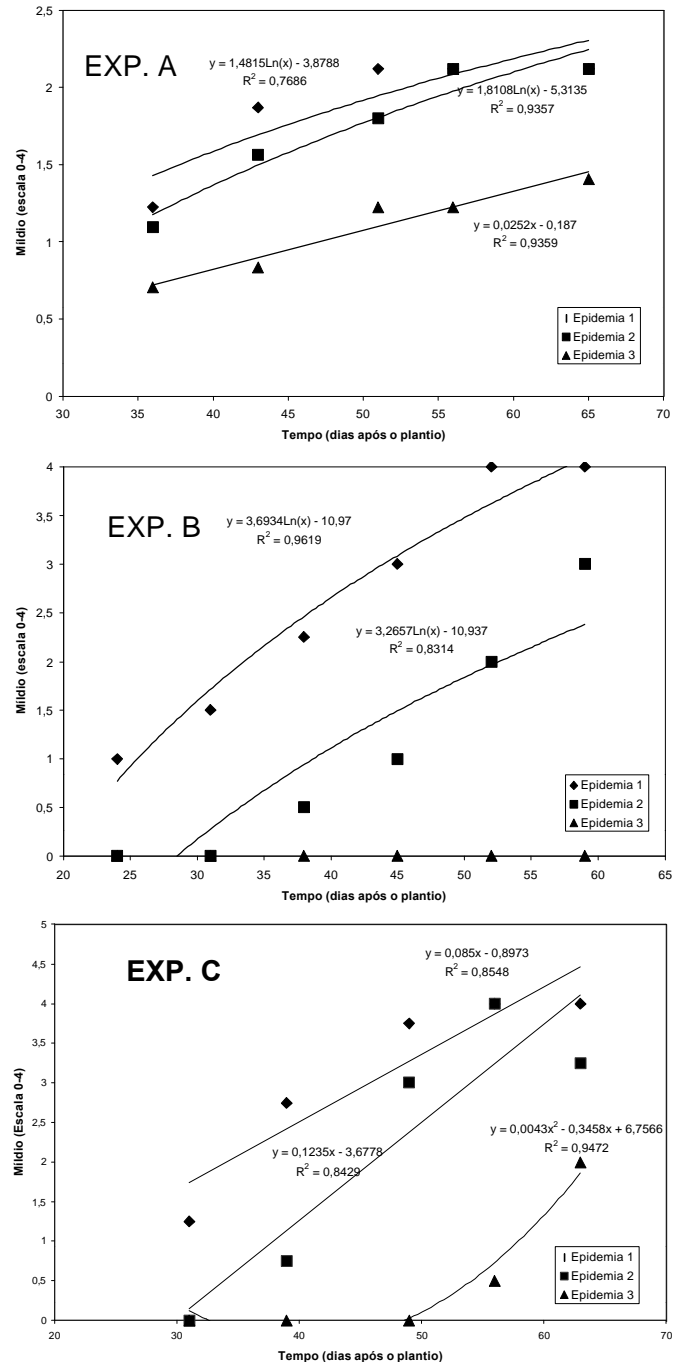 2,5
EXP. A
y = 1,4815Ln(x) - 3,8788
R² = 0,7686
y = 1,8108Ln(x) - 5,3135
R² = 0,9357
y = 0,0252x - 0,187
R² = 0,9359
2
1,5
1
0,5
0
Mildio (escala 0-4)
Epidemia 1
Epidemia 2
Epidemia 3
30 35 40 45 50 55 60 65 70
Tempo (dias após o plantio)
4
EXP. B
y = 3,6934Ln(x) - 10,97
R² = 0,9619
y = 3,2657Ln(x) - 10,937
R² = 0,8314
3,5
3
2,5
2
1,5
1
0,5
0
Mildio (escala 0-4)
Epidemia 1
Epidemia 2
Epidemia 3
20 25 30 35 40 45 50 55 60 65
Tempo (dias após o plantio)
5
EXP. C
y = 0,085x - 0,8973
R² = 0,8548
y = 0,1235x - 3,6778
R² = 0,8429
y = 0,0043x² - 0,3458x + 6,7566
R² = 0,9472
4,5
4
3,5
3
2,5
2
1,5
1
0,5
0
Mildio (Escala 0-4)
Epidemia 1
Epidemia 2
Epidemia 3
20 30 40 50 60 70
Tempo (dias após o plantio)